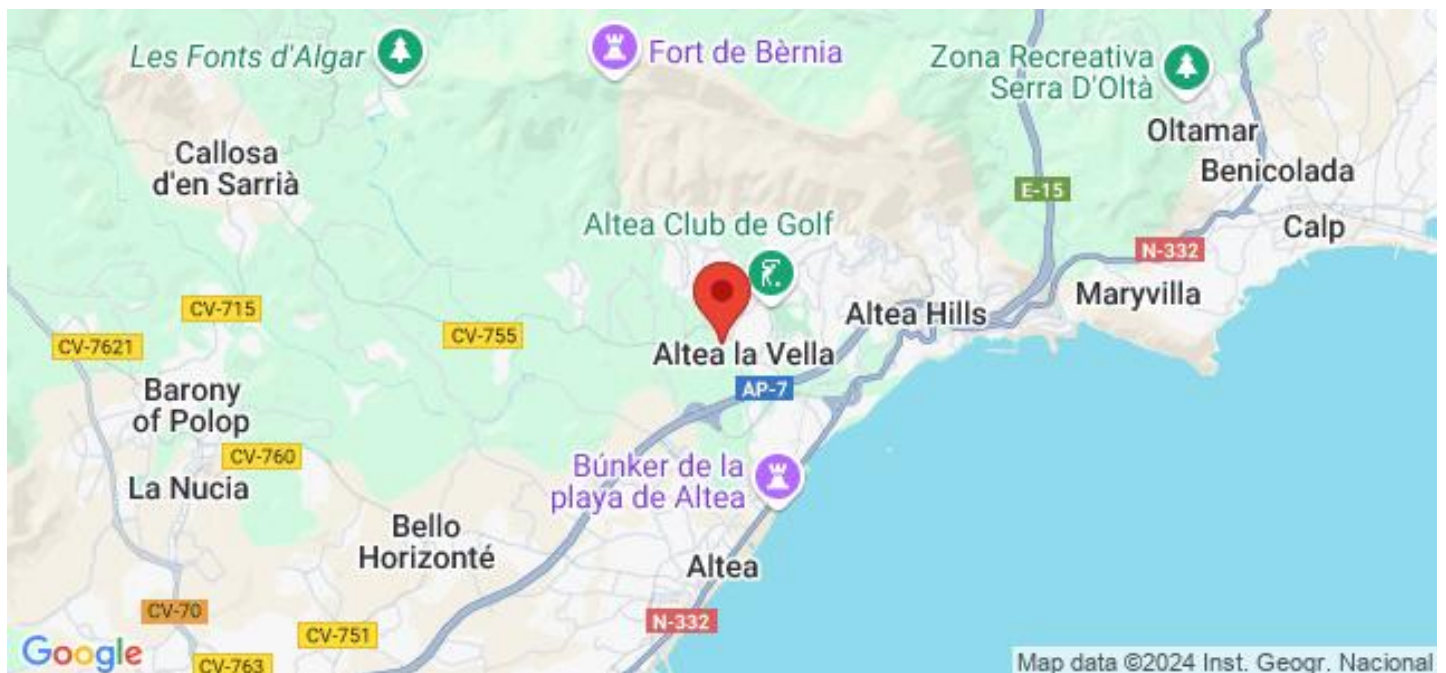 Les Fonts d'Algar
Fort de Bèrnia
Zona Recreativa
Serra D'Oltà
Oltamar
Callosa
d'en Sarrià
Benicolada
E-15
Altea Club de Golf
Calp
N-332
Maryvilla
CV-715
Altea Hills
CV-755
CV-7621
Altea la Vella
AP-7
Barony
of Polop
CV-760
Búnker de la
playa de Altea
La Nucia
Bello
Horizonté
Altea
CV-70
N-332
CV-751
Google
CV-763
Map data ©2024 Inst. Geogr. Nacional